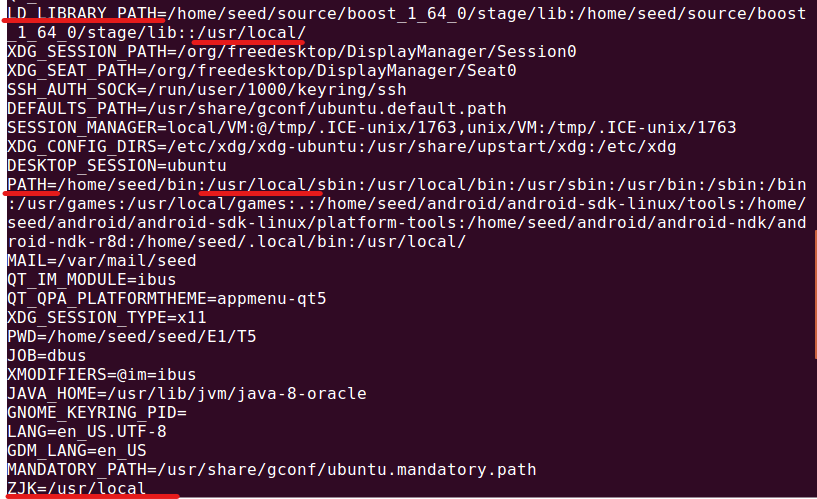 LD_LIBRARY_PATH=/home/seed/source/boost_1_64_0/stage/lib:/home/seed/source/boost
_1_64_0/stage/lib::/usr/local/
XDG_SESSION_PATH=/org/freedesktop/DisplayManager/Session0
XDG_SEAT_PATH=/org/freedesktop/DisplayManager/Seat0
SSH_AUTH_SOCK=/run/user/1000/keyring/ssh
DEFAULTS_PATH=/usr/share/gconf/ubuntu.default.path
SESSION_MANAGER=local/VM:@/tmp/.ICE-unix/1763,unix/VM:/tmp/.ICE-unix/1763
XDG_CONFIG_DIRS=/etc/xdg/xdg-ubuntu:/usr/share/upstart/xdg:/etc/xdg
DESKTOP_SESSION=ubuntu
PATH=/home/seed/bin:/usr/local/sbin:/usr/local/bin:/usr/sbin:/usr/bin:/sbin:/bin
:/usr/games:/usr/local/games:.:/home/seed/android/android-sdk-linux/tools:/home/
seed/android/android-sdk-linux/platform-tools:/home/seed/android/android-ndk/and
roid-ndk-r8d:/home/seed/.local/bin:/usr/local/
MAIL=/var/mail/seed
QT_IM_MODULE=ibus
QT_QPA_PLATFORMTHEME=appmenu-qt5
XDG_SESSION_TYPE=x11
PWD=/home/seed/seed/E1/T5
JOB=dbus
XMODIFIERS=@im=ibus
JAVA_HOME=/usr/lib/jvm/java-8-oracle
GNOME_KEYRING_PID=
LANG=en_US.UTF-8
GDM_LANG=en_US
MANDATORY_PATH=/usr/share/gconf/ubuntu.mandatory.path
ZJK=/usr/local